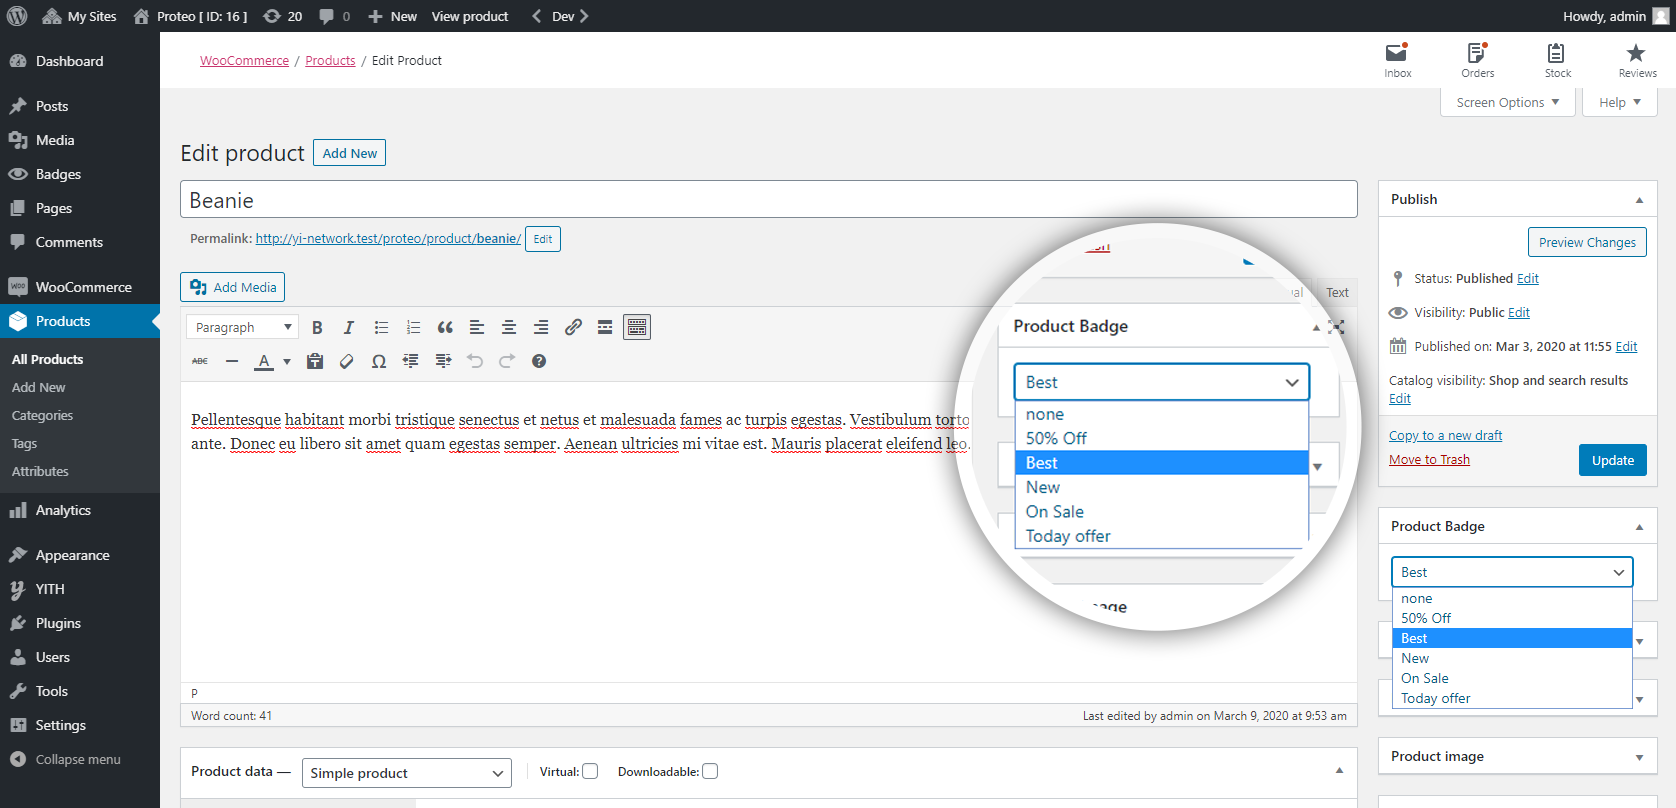 My Sites
Proteo [ ID: 16 ]
20
0
New
View product
Dev
Howdy, admin
Dashboard
Posts
Media
Badges
Pages
Comments
WooCommerce
Products
All Products
Add New
Categories
Tags
Attributes
Analytics
Appearance
YITH
Plugins
Users
Tools
Settings
Collapse menu
WooCommerce / Products / Edit Product
Inbox
Orders
Stock
Reviews
Screen Options
Help
Edit product
Add New
Beanie
Permalink: http://yi-network.test/proteo/product/beanie/ Edit
Add Media
Text
Paragraph
B I
ABC
A
Pellentesque habitant morbi tristique senectus et netus et malesuada fames ac turpis egestas. Vestibulum
ante. Donec eu libero sit amet quam egestas semper. Aenean ultricies mi vitae est. Mauris placerat eleifend leo.
P
Word count: 41
Last edited by admin on March 9, 2020 at 9:53 am
Product data —
Simple product
Virtual:
Downloadable:
Product Badge
Best
none
50% Off
Best
New
On Sale
Today offer
Publish
Preview Changes
Status: Published Edit
Visibility: Public Edit
Published on: Mar 3, 2020 at 11:55 Edit
Catalog visibility: Shop and search results
Edit
Copy to a new draft
Move to Trash
Update
Product Badge
Best
none
50% Off
Best
New
On Sale
Today offer
Product image